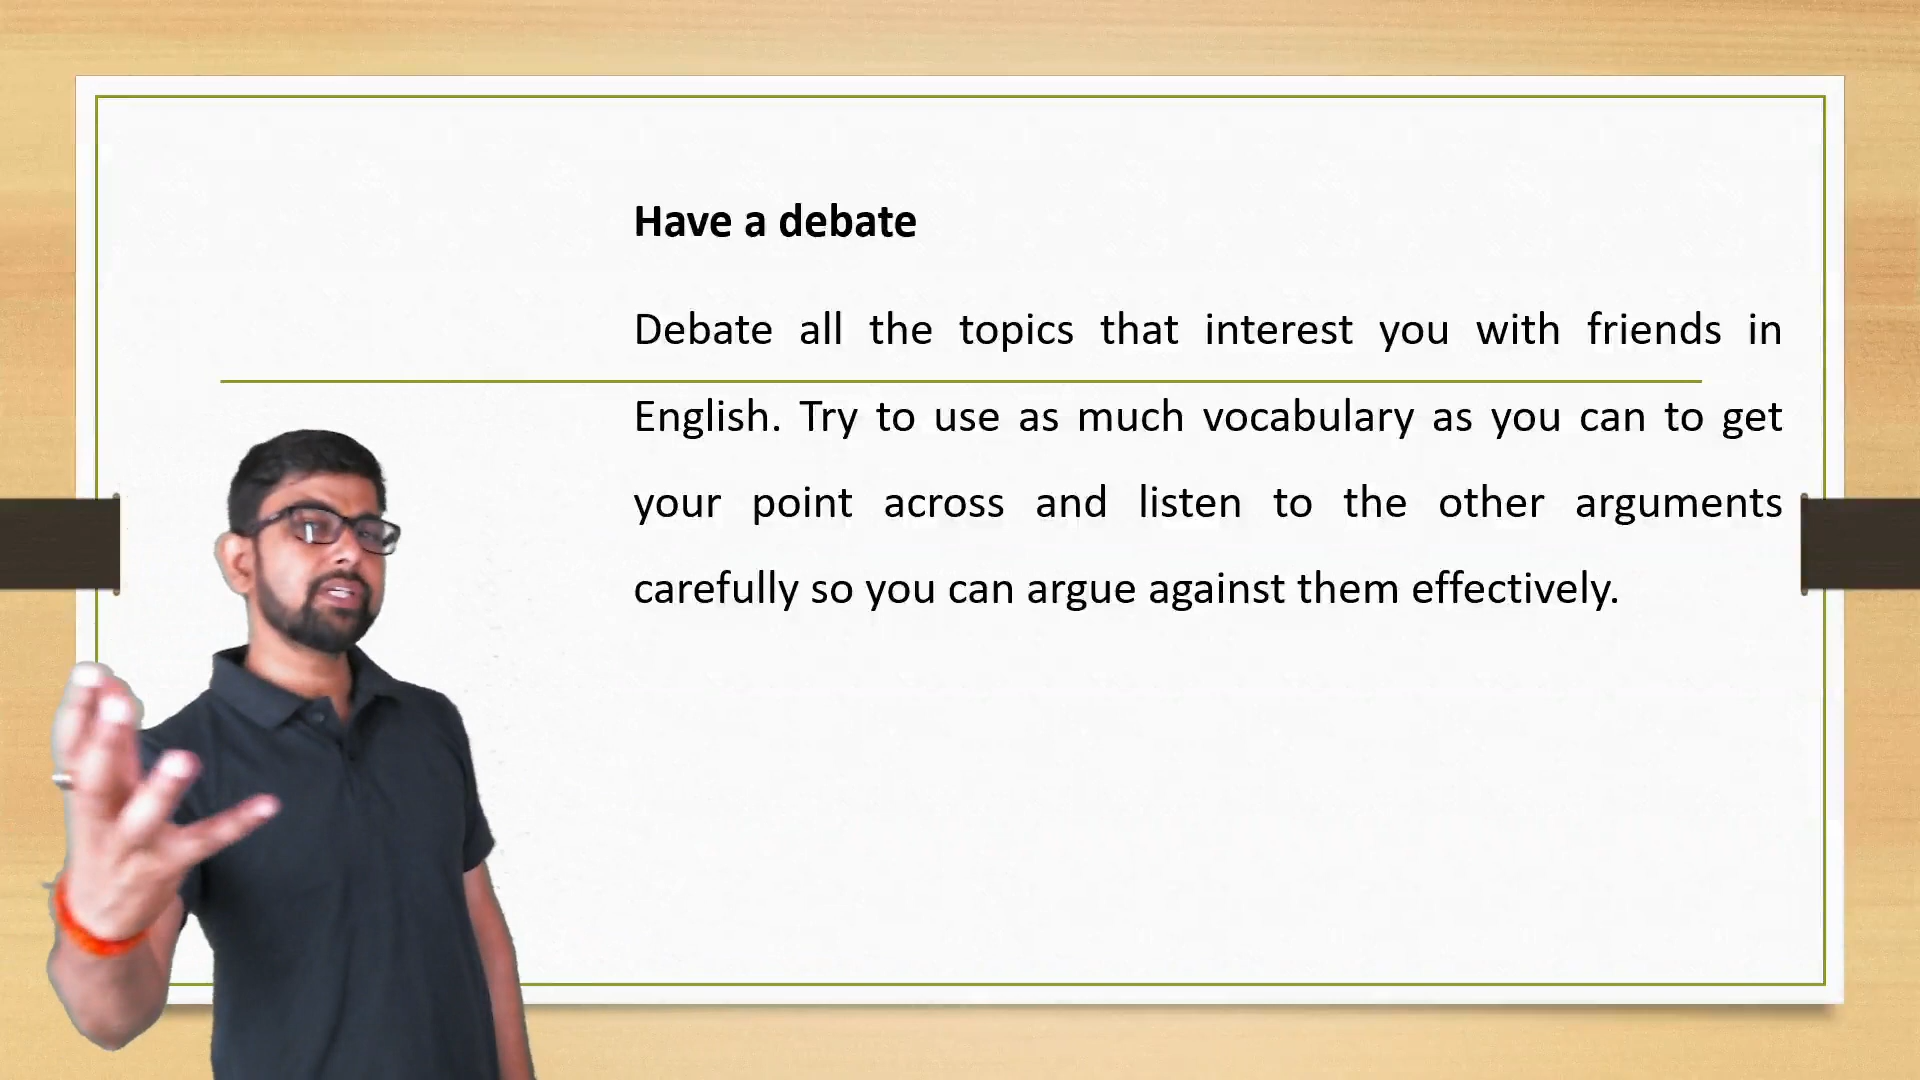 Have a debate
Debate all the topics that interest you with friends in
English. Try to use as much vocabulary as you can to get
your point across and listen to the other arguments
carefully so you can argue against them effectively.